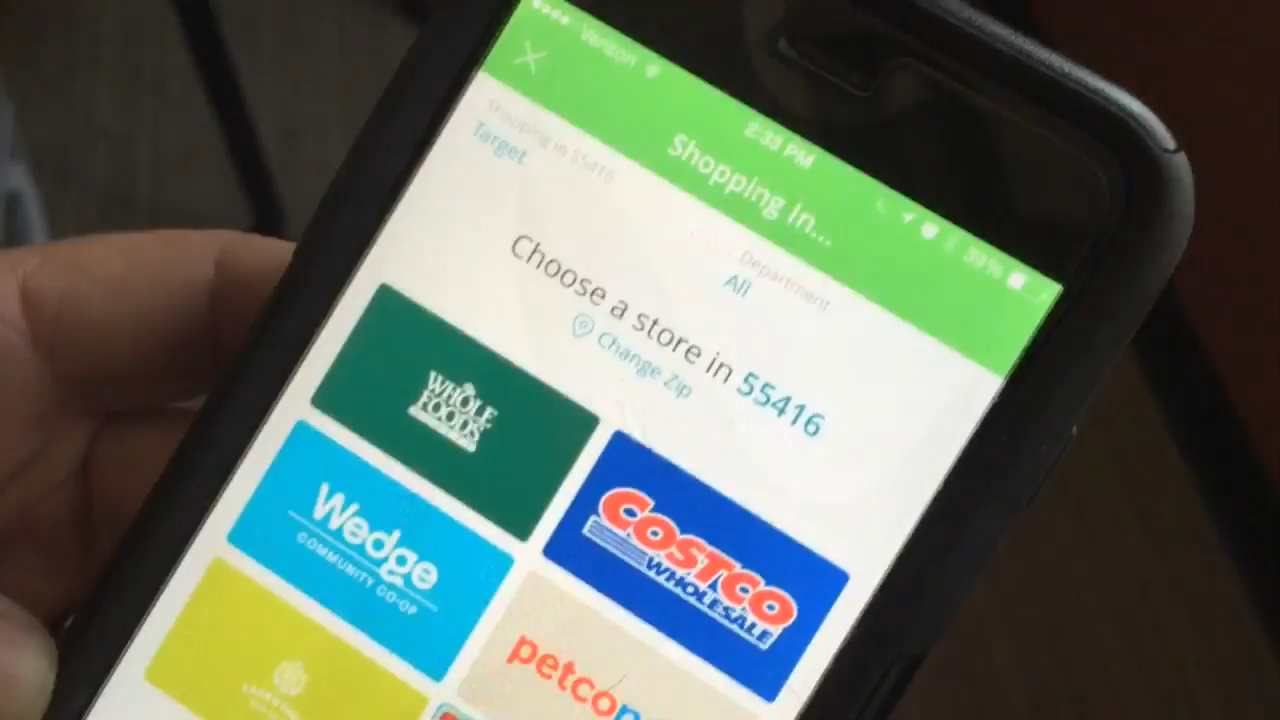 Verizon
2:33 PM
39%
Shopping In...
Shopping in 55416
Target
Department
All
Choose a store in 55416
Change Zip
WHOLE
FOODS
COSTCO
WHOLESALE
Wedge
COMMUNITY CO-OP
petco